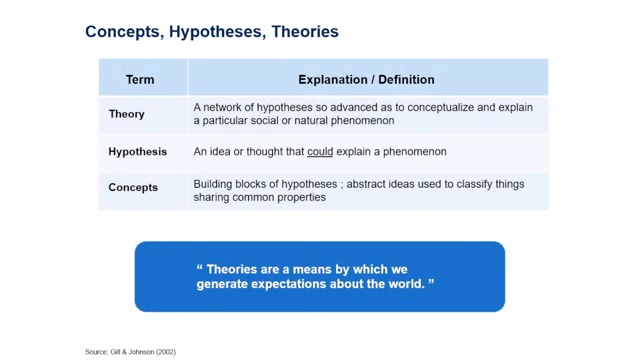 Concepts, Hypotheses, Theories
Term
Explanation / Definition
Theory
A network of hypotheses so advanced as to conceptualize and explain
a particular social or natural phenomenon
Hypothesis
An idea or thought that could explain a phenomenon
Concepts
Building blocks of hypotheses ; abstract ideas used to classify things
sharing common properties
“ Theories are a means by which we
generate expectations about the world. ”
Source: Gill & Johnson (2002)